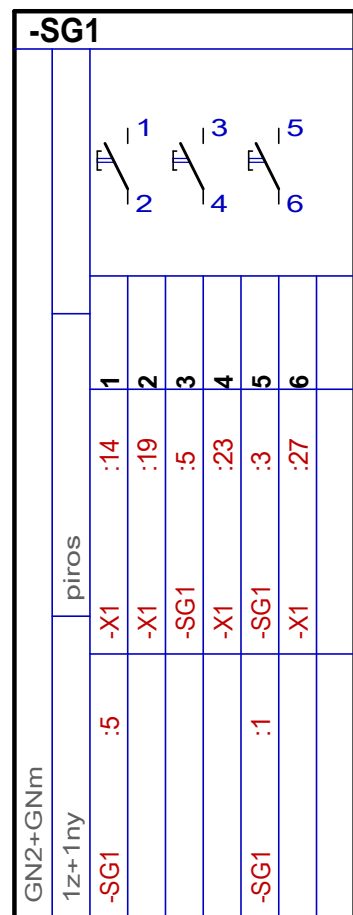 -SG1
1 3 5
2 4 6
GN2+GNm
1z+1ny piros
-SG1 :5 -X1 :14 1
-X1 :19 2
-SG1 :5 3
-X1 :23 4
-SG1 :1 -SG1 :3 5
-X1 :27 6